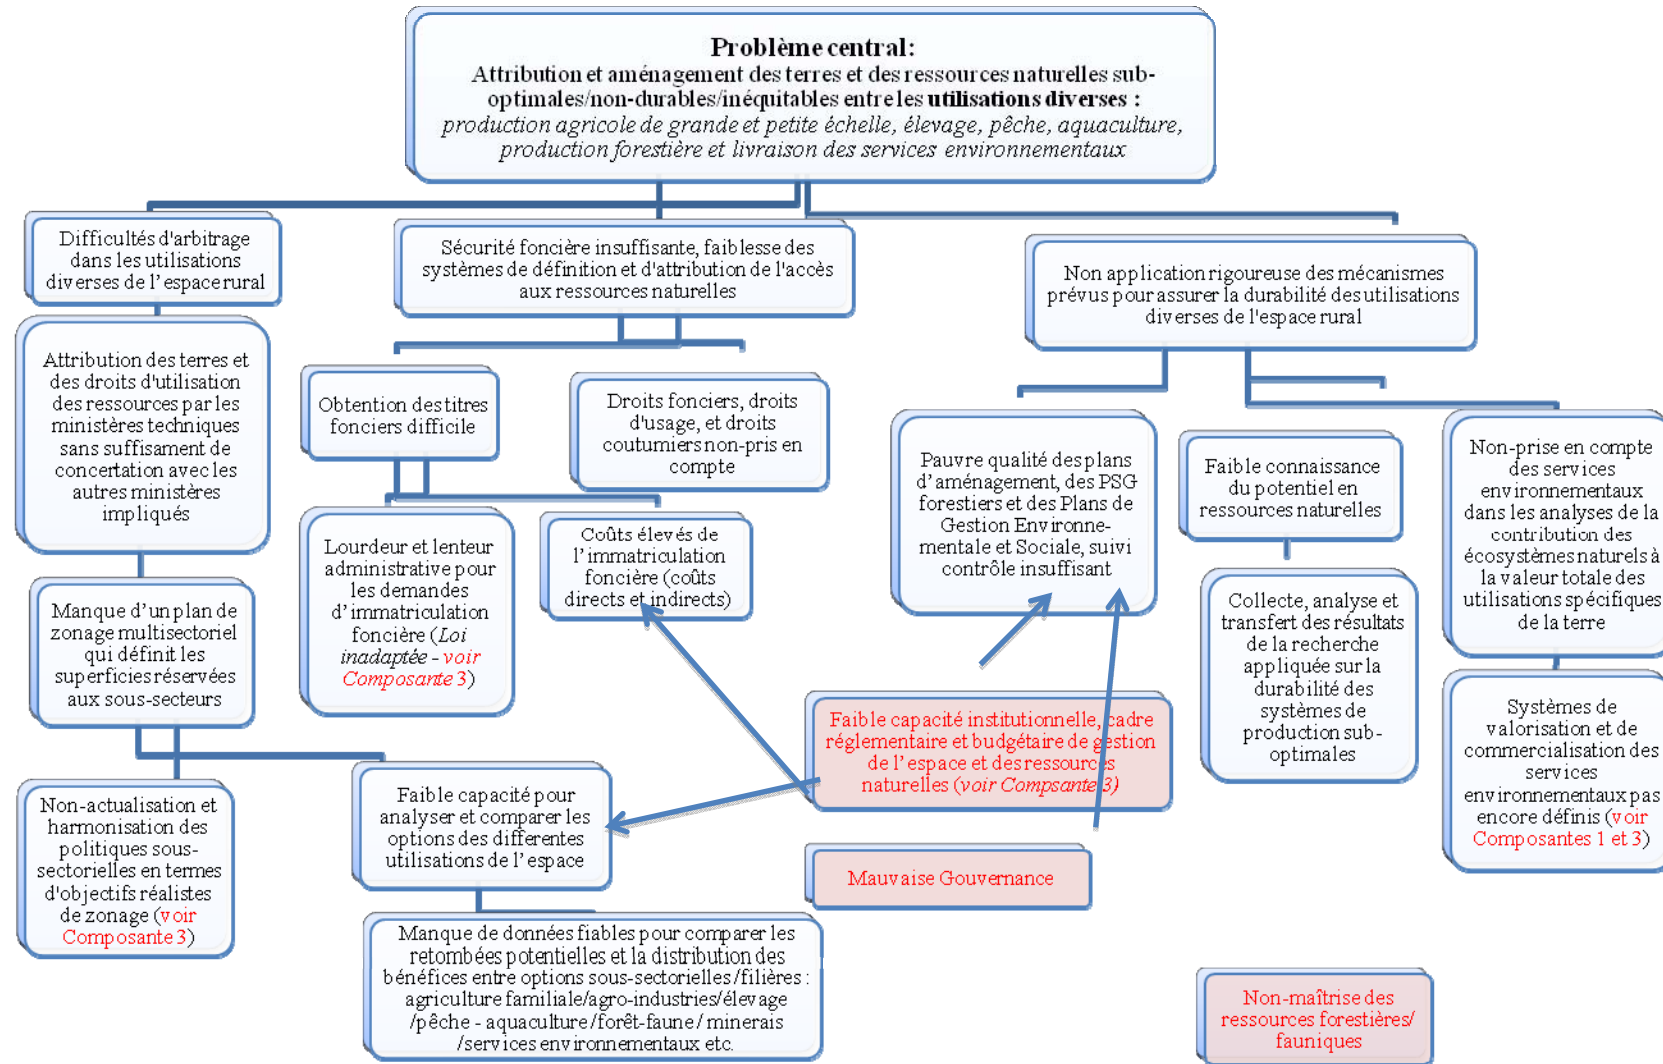 Problème central:
Attribution et aménagement des terres et des ressources naturelles sub-
optimales/non-durables/inéquitables entre les utilisations diverses :
production agricole de grande et petite échelle, élevage, pêche, aquaculture,
production forestière et livraison des services environnementaux
Difficultés d'arbitrage
dans les utilisations
diverses de l'espace rural
Sécurité foncière insuffisante, faiblesse des
systèmes de définition et d'attribution de l'accès
aux ressources naturelles
Non application rigoureuse des mécanismes
prévus pour assurer la durabilité des utilisations
diverses de l'espace rural
Attribution des terres et
des droits d'utilisation
des ressources par les
ministères techniques
sans suffisament de
concertation avec les
autres ministères
impliqués
Obtention des titres
fonciers difficile
Droits fonciers, droits
d'usage, et droits
coutumiers non-pris en
compte
Pauvre qualité des plans
d'aménagement, des PSG
forestiers et des Plans de
Gestion Environne-
mentale et Sociale, suivi
contrôle insuffisant
Faible connaissance
du potentiel en
ressources naturelles
Non-prise en compte
des services
environnementaux
dans les analyses de la
contribution des
écosystèmes naturels à
la valeur totale des
utilisations spécifiques
de la terre
Lourdeur et lenteur
administrative pour
les demandes
d'immatriculation
foncière (Loi
inadaptée - voir
Composante 3)
Coûts élevés de
l'immatriculation
foncière (coûts
directs et indirects)
Manque d'un plan de
zonage multisectoriel
qui définit les
superficies réservées
aux sous-secteurs
Collecte, analyse et
transfert des résultats
de la recherche
appliquée sur la
durabilité des
systèmes de
production sub-
optimales
Faible capacité institutionnelle, cadre
réglementaire et budgétaire de gestion
de l'espace et des ressources
naturelles (voir Compsante 3)
Systèmes de
valorisation et de
commercialisation des
services
environnementaux pas
encore définis (voir
Composantes 1 et 3)
Non-actualisation et
harmonisation des
politiques sous-
sectorielles en termes
d'objectifs réalistes
de zonage (voir
Composante 3)
Faible capacité pour
analyser et comparer les
options des differentes
utilisations de l'espace
Mauvaise Gouvernance
Manque de données fiables pour comparer les
retombées potentielles et la distribution des
bénéfices entre options sous-sectorielles /filières :
agriculture familiale/agro-industries/élevage
/pêche - aquaculture /forêt-faune/ minerais
/services environnementaux etc.
Non-maîtrise des
ressources forestières/
fauniques